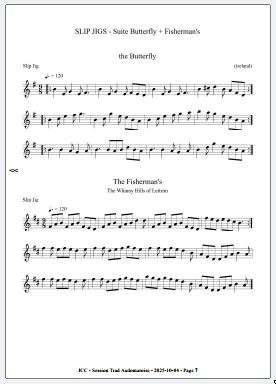 SLIP JIGS - Suite Butterfly + Fisherman's
the Butterfly
Slip Jig (Ireland)
= 120
The Fisherman's
The Whinny Hills of Leitrim
Slip Jig
= 120
JCC - Session Trad Audomaroise - 2025-10-04 - Page 7